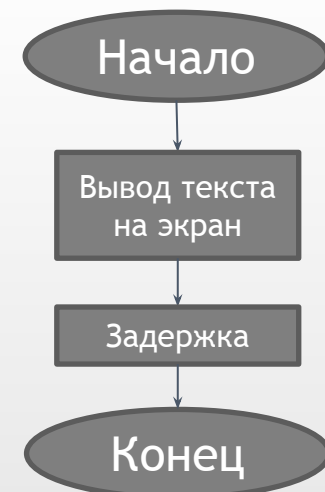 Начало
Вывод текста
на экран
Задержка
Конец